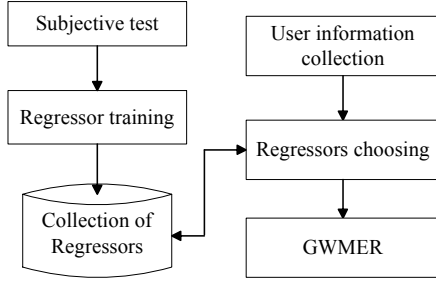 Subjective test
Regressor training
Collection of
Regressors
User information
collection
Regressors choosing
GWMER